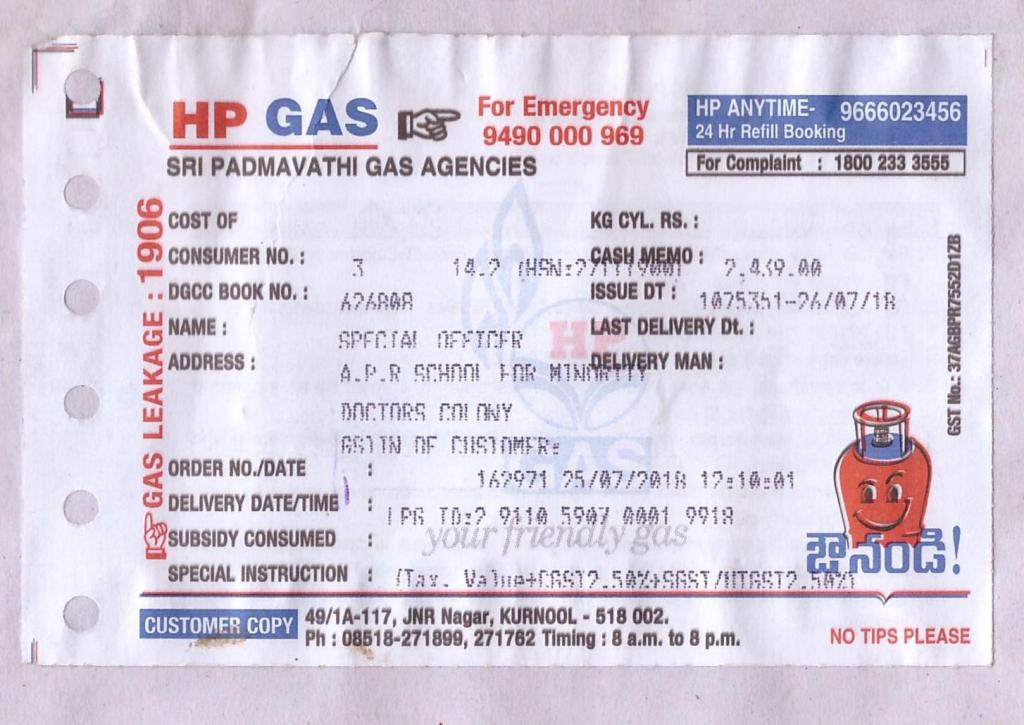 HP GAS
For Emergency
9490 000 969
HP ANYTIME- 9666023456
24 Hr Refill Booking
For Complaint : 1800 233 3555
SRI PADMAVATHI GAS AGENCIES
GAS LEAKAGE : 1906
COST OF KG CYL. RS. :
CONSUMER NO. : CASH MEMO :
3 14.2 (HSN:27111900) 2,439.00
DGCC BOOK NO. : ISSUE DT :
626808 1075351-26/07/18
NAME : LAST DELIVERY Dt. :
SPECIAL OFFICER
HP
ADDRESS : DELIVERY MAN :
A.P.R SCHOOL FOR MINORITY
DOCTORS COLONY
GSTIN OF CUSTOMER:
GAS
ORDER NO./DATE :
162971 25/07/2018 12:10:01
DELIVERY DATE/TIME :
LPG ID:2 9110 5907 0001 9918
SUBSIDY CONSUMED :
your friendly gas
SPECIAL INSTRUCTION : (Tax. Value+CGST2.50%+SGST/UTGST2.50%)
GST No.: 37AGBPR7552D1ZB
ఔనండి!
CUSTOMER COPY
49/1A-117, JNR Nagar, KURNOOL - 518 002.
Ph : 08518-271899, 271762 Timing : 8 a.m. to 8 p.m.
NO TIPS PLEASE